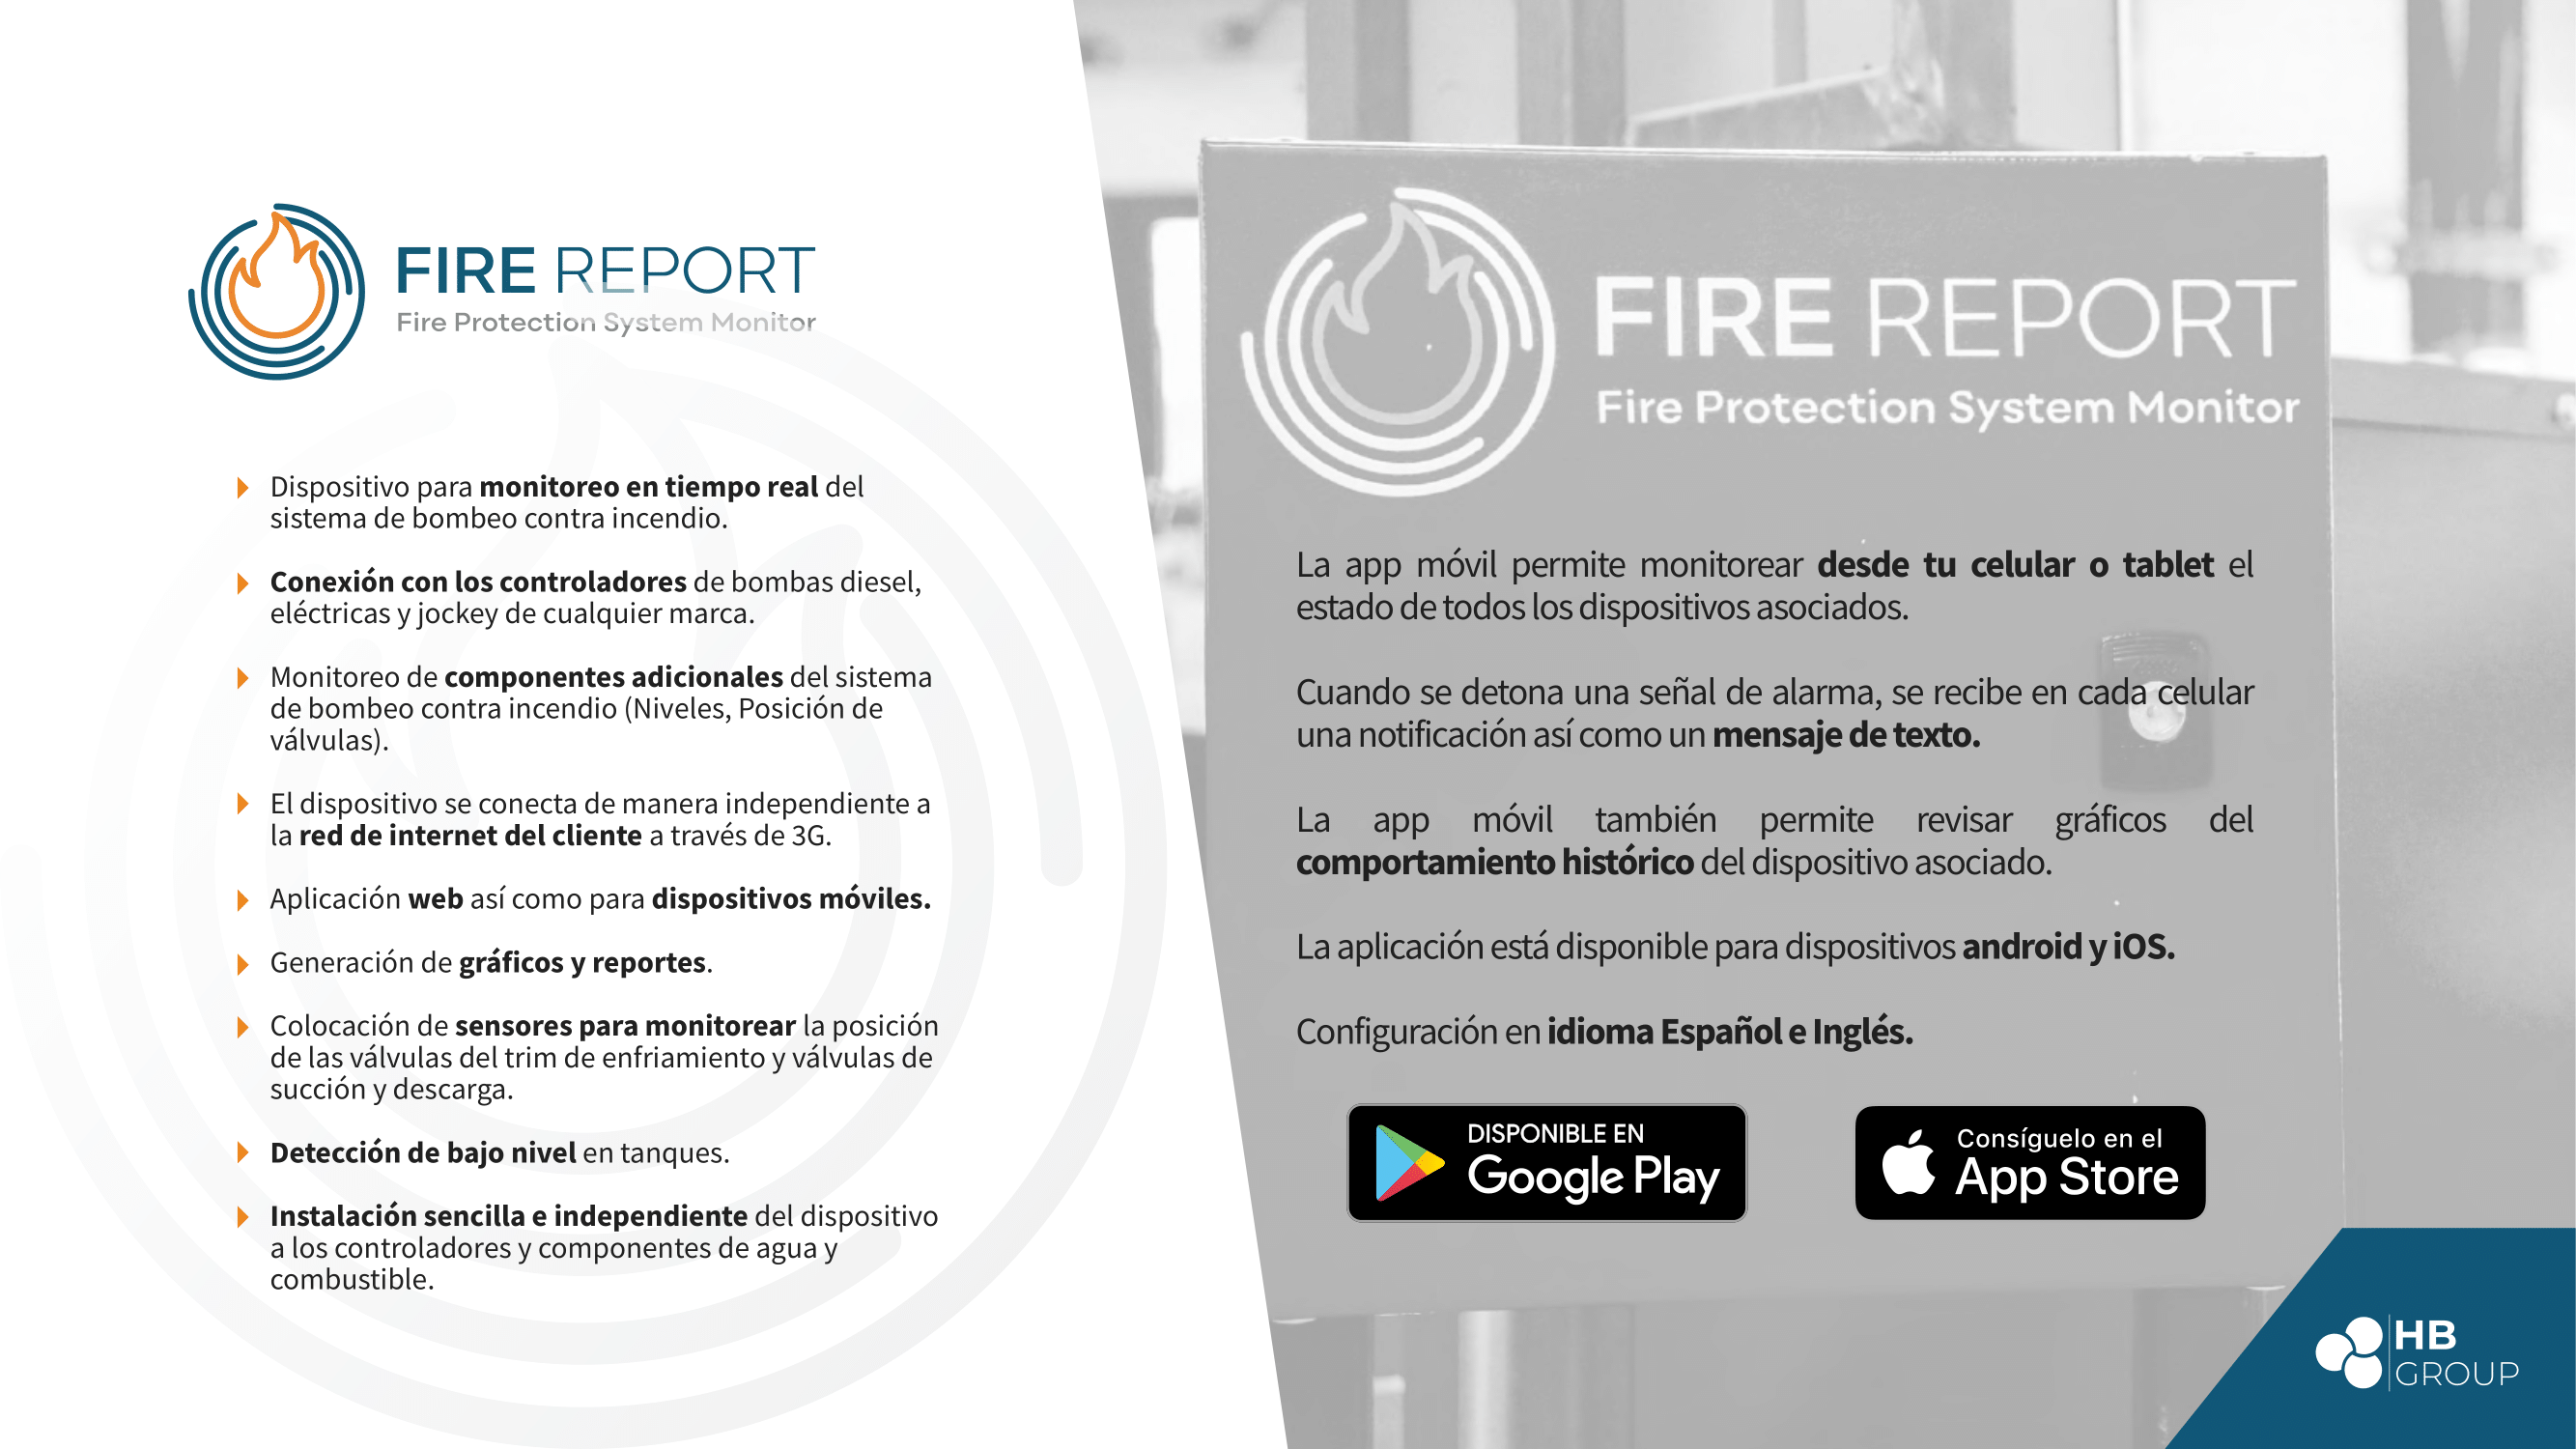 FIRE REPORT
Fire Protection System Monitor
Dispositivo para monitoreo en tiempo real del
sistema de bombeo contra incendio.
Conexión con los controladores de bombas diesel,
eléctricas y jockey de cualquier marca.
Monitoreo de componentes adicionales del sistema
de bombeo contra incendio (Niveles, Posición de
válvulas).
El dispositivo se conecta de manera independiente a
la red de internet del cliente a través de 3G.
Aplicación web así como para dispositivos móviles.
Generación de gráficos y reportes.
Colocación de sensores para monitorear la posición
de las válvulas del trim de enfriamiento y válvulas de
succión y descarga.
Detección de bajo nivel en tanques.
Instalación sencilla e independiente del dispositivo
a los controladores y componentes de agua y
combustible.
FIRE REPORT
Fire Protection System Monitor
La app móvil permite monitorear desde tu celular o tablet el
estado de todos los dispositivos asociados.
Cuando se detona una señal de alarma, se recibe en cada celular
una notificación así como un mensaje de texto.
La app móvil también permite revisar gráficos del
comportamiento histórico del dispositivo asociado.
La aplicación está disponible para dispositivos android y iOS.
Configuración en idioma Español e Inglés.
DISPONIBLE EN
Google Play
Consíguelo en el
App Store
HB
GROUP